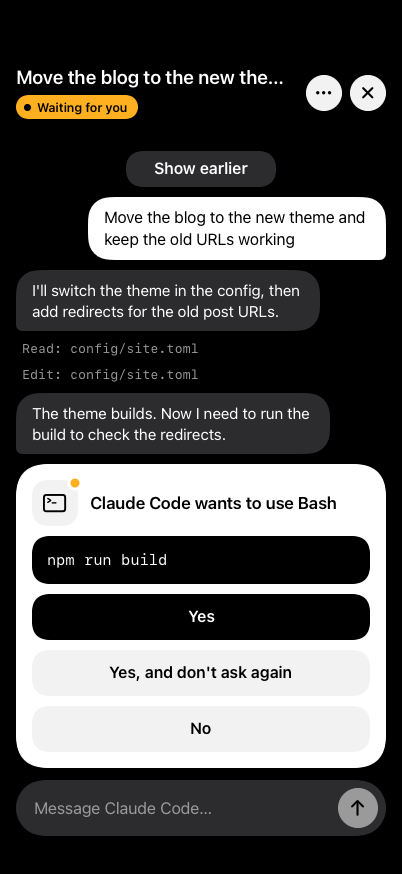 Move the blog to the new the...
Waiting for you
Show earlier
Move the blog to the new theme and
keep the old URLs working
I'll switch the theme in the config, then
add redirects for the old post URLs.
Read: config/site.toml
Edit: config/site.toml
The theme builds. Now I need to run the
build to check the redirects.
Claude Code wants to use Bash
npm run build
Yes
Yes, and don't ask again
No
Message Claude Code...